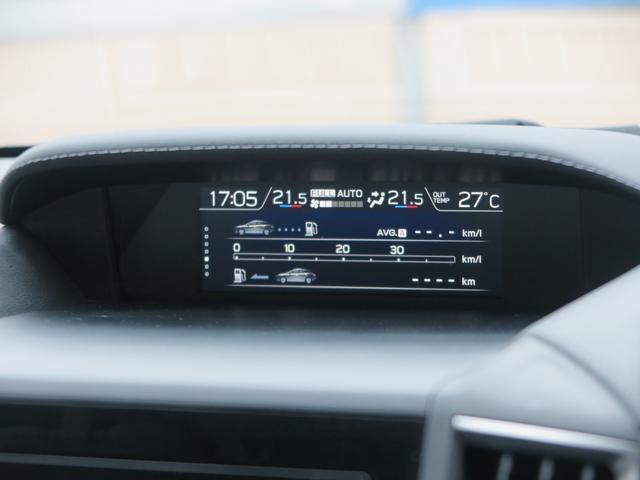 17:05 21.5 FULL AUTO 21.5 OUT TEMP 27°C
AVG. A --.- km/l
0 10 20 30 km/l
---- km